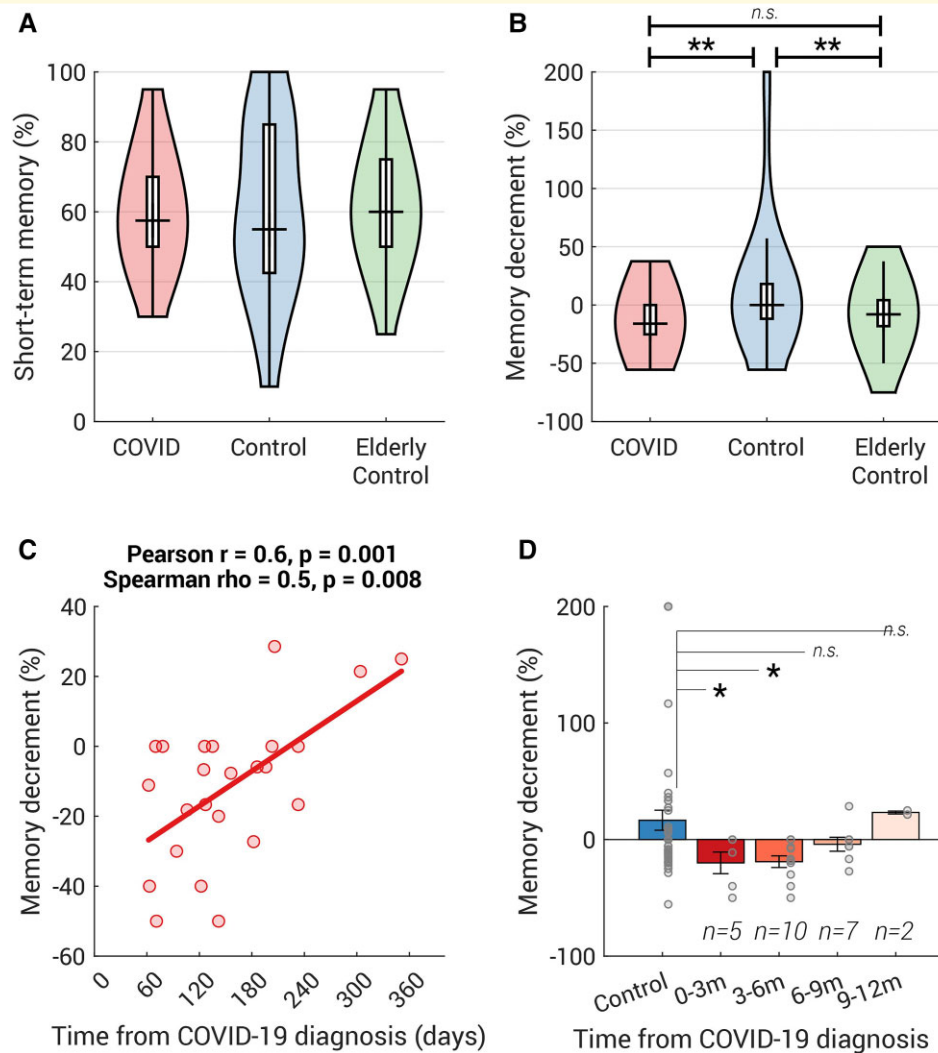 A
Short-term memory (%)
100
80
60
40
20
0
COVID
Control
Elderly
Control
B
n.s.
** **
Memory decrement (%)
200
150
100
50
0
-50
-100
COVID
Control
Elderly
Control
C
Pearson r = 0.6, p = 0.001
Spearman rho = 0.5, p = 0.008
Memory decrement (%)
40
20
0
-20
-40
-60
0
60
120
180
240
300
360
Time from COVID-19 diagnosis (days)
D
Memory decrement (%)
200
100
0
-100
n.s.
n.s.
*
*
n=5 n=10 n=7 n=2
Control
0-3m
3-6m
6-9m
9-12m
Time from COVID-19 diagnosis